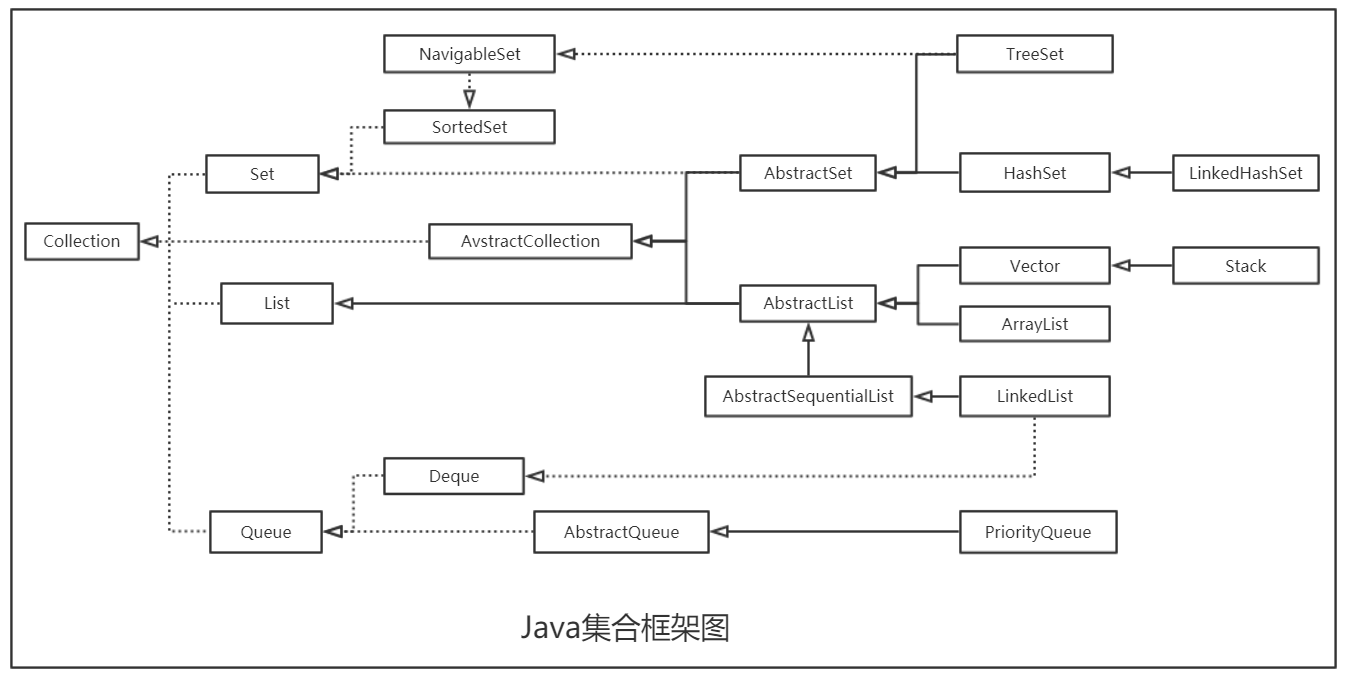 NavigableSet
TreeSet
SortedSet
Set
AbstractSet
HashSet
LinkedHashSet
Collection
AvstractCollection
Vector
Stack
List
AbstractList
ArrayList
AbstractSequentialList
LinkedList
Deque
Queue
AbstractQueue
PriorityQueue
Java集合框架图